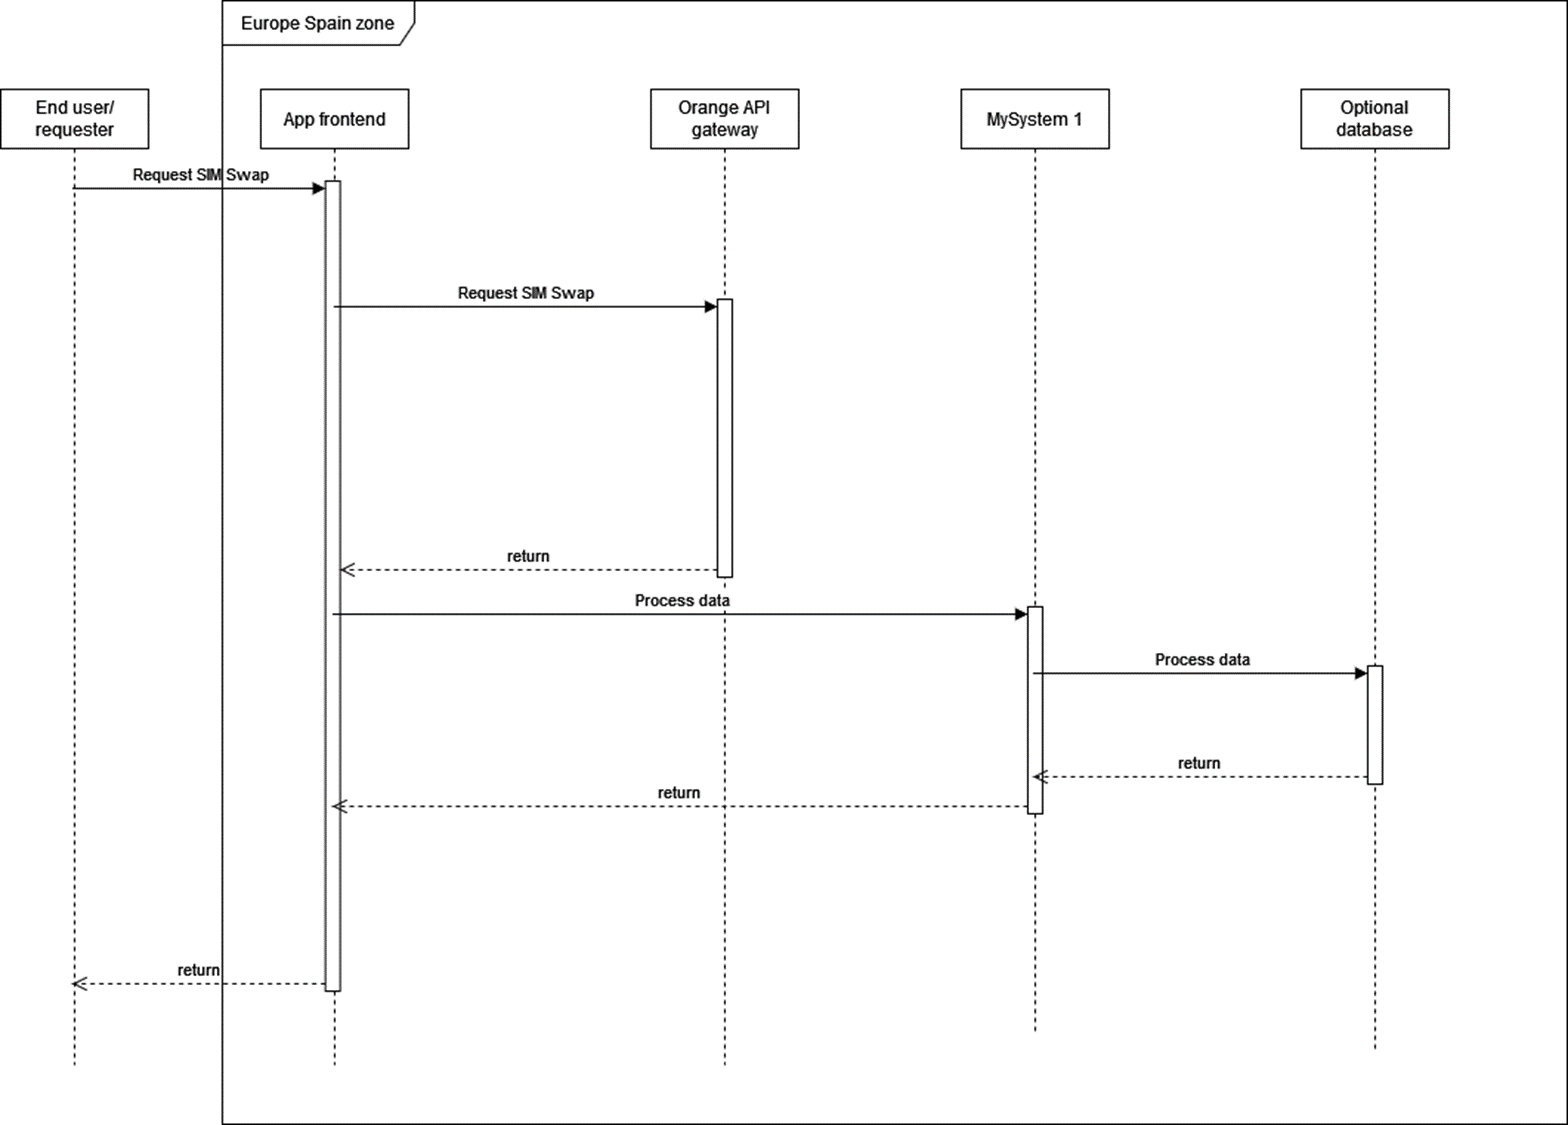 Europe Spain zone
End user/
requester
App frontend
Orange API
gateway
MySystem 1
Optional
database
Request SIM Swap
Request SIM Swap
return
Process data
Process data
return
return
return